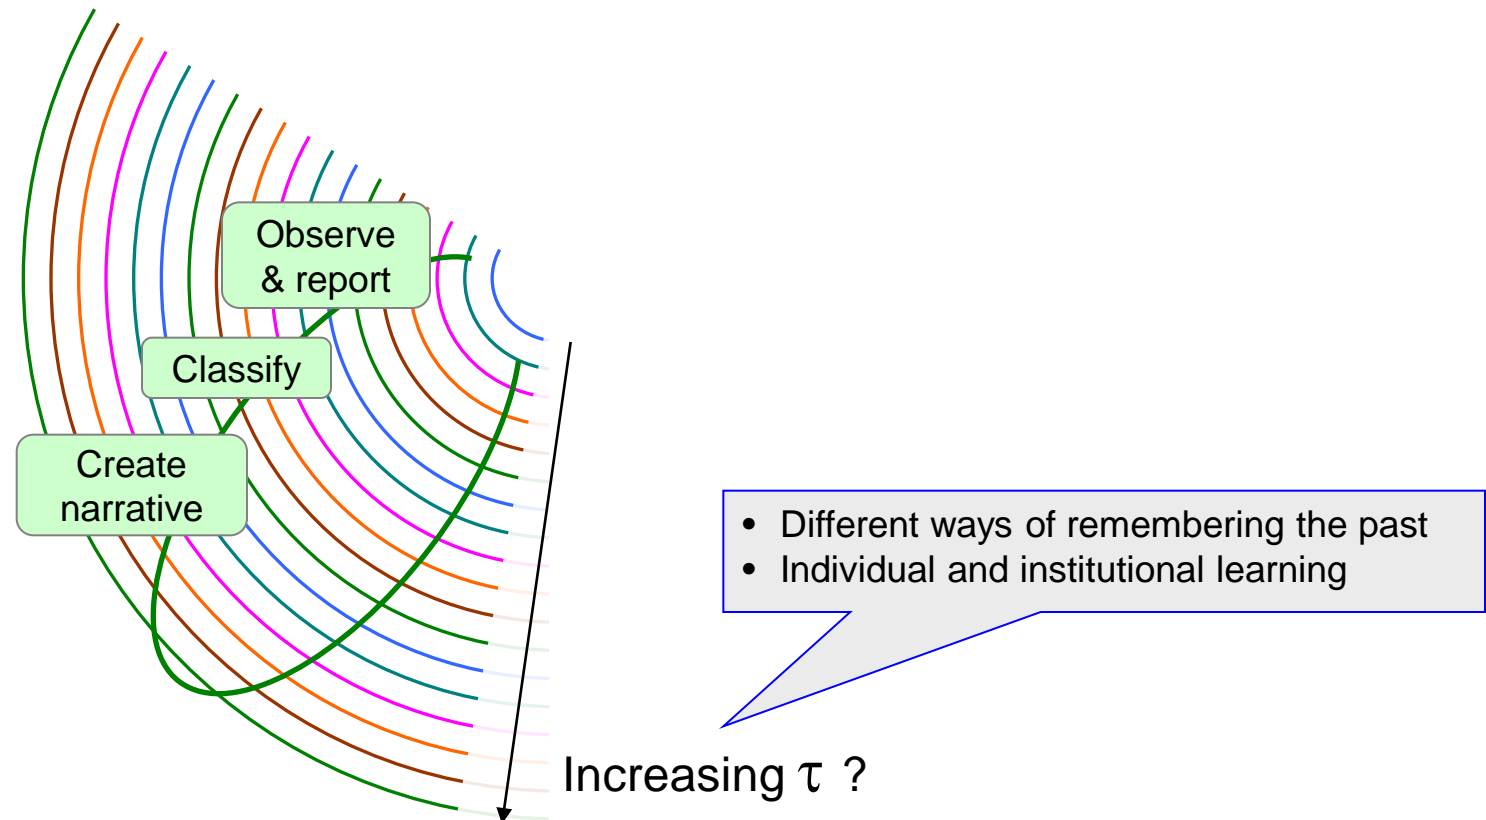 Observe
& report
Classify
Create
narrative
• Different ways of remembering the past
• Individual and institutional learning
Increasing τ ?